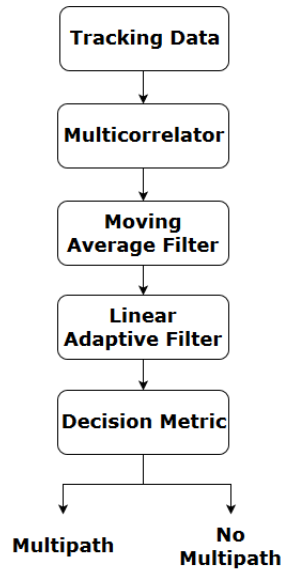 Tracking Data
Multicorrelator
Moving
Average Filter
Linear
Adaptive Filter
Decision Metric
Multipath
No
Multipath